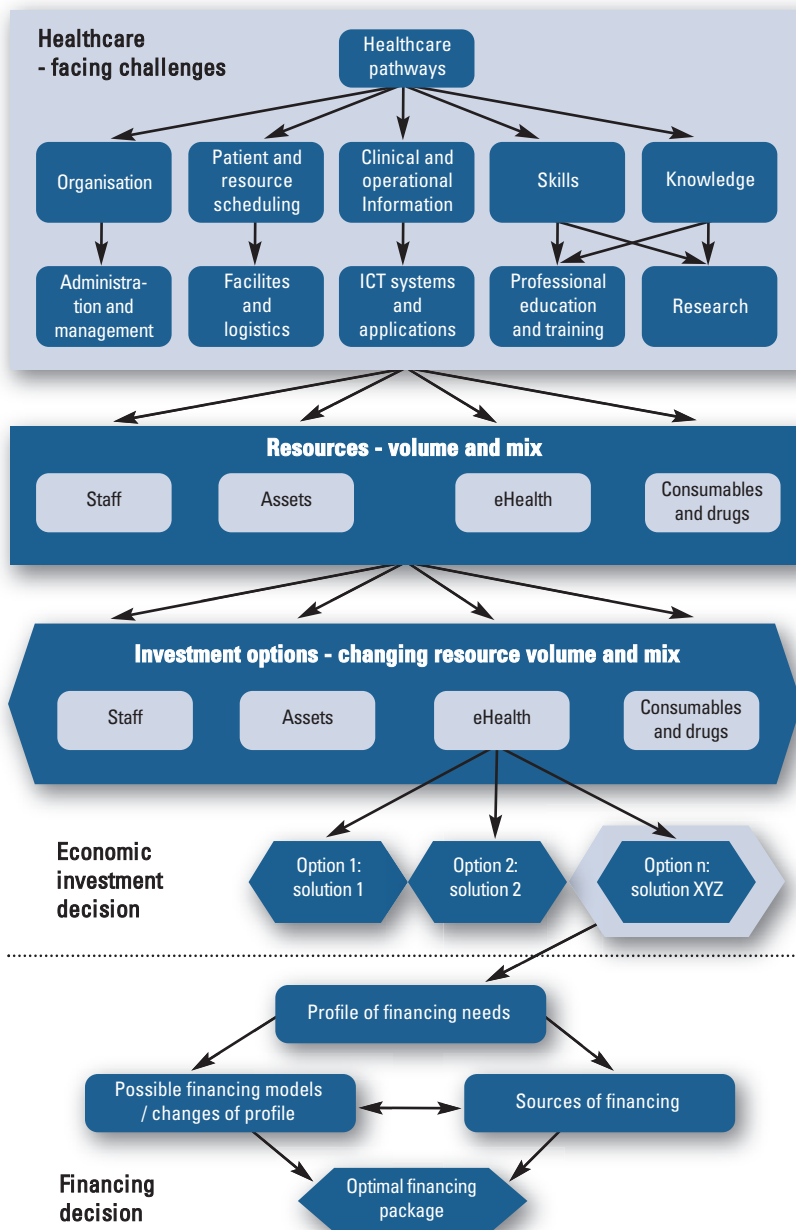 Healthcare
- facing challenges
Healthcare
pathways
Organisation
Patient and
resource
scheduling
Clinical and
operational
Information
Skills
Knowledge
Administra-
tion and
management
Facilites
and
logistics
ICT systems
and
applications
Professional
education
and training
Research
Resources - volume and mix
Staff
Assets
eHealth
Consumables
and drugs
Investment options - changing resource volume and mix
Staff
Assets
eHealth
Consumables
and drugs
Economic
investment
decision
Option 1:
solution 1
Option 2:
solution 2
Option n:
solution XYZ
Profile of financing needs
Possible financing models
/ changes of profile
Sources of financing
Financing
decision
Optimal financing
package